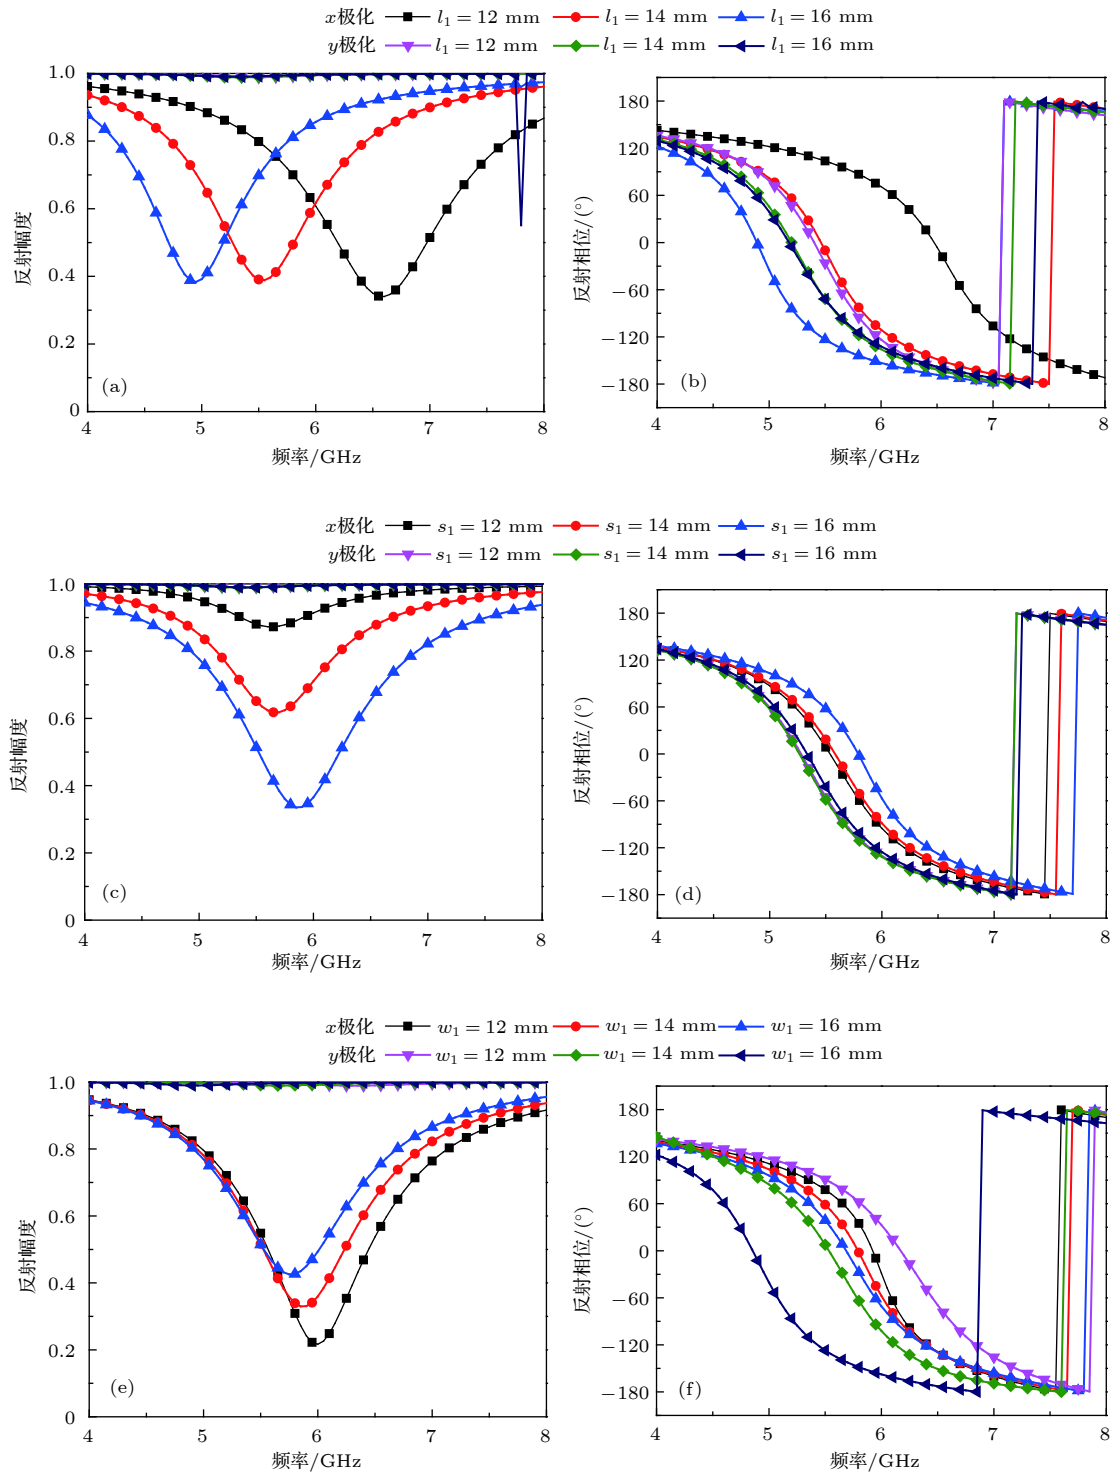 x极化 l₁ = 12 mm l₁ = 14 mm l₁ = 16 mm
y极化 l₁ = 12 mm l₁ = 14 mm l₁ = 16 mm
1.0
0.8
0.6
0.4
0.2
0
反射幅度
(a)
4 5 6 7 8
频率/GHz
180
120
60
0
−60
−120
−180
反射相位/(°)
(b)
4 5 6 7 8
频率/GHz
x极化 s₁ = 12 mm s₁ = 14 mm s₁ = 16 mm
y极化 s₁ = 12 mm s₁ = 14 mm s₁ = 16 mm
1.0
0.8
0.6
0.4
0.2
0
反射幅度
(c)
4 5 6 7 8
频率/GHz
180
120
60
0
−60
−120
−180
反射相位/(°)
(d)
4 5 6 7 8
频率/GHz
x极化 w₁ = 12 mm w₁ = 14 mm w₁ = 16 mm
y极化 w₁ = 12 mm w₁ = 14 mm w₁ = 16 mm
1.0
0.8
0.6
0.4
0.2
0
反射幅度
(e)
4 5 6 7 8
频率/GHz
180
120
60
0
−60
−120
−180
反射相位/(°)
(f)
4 5 6 7 8
频率/GHz